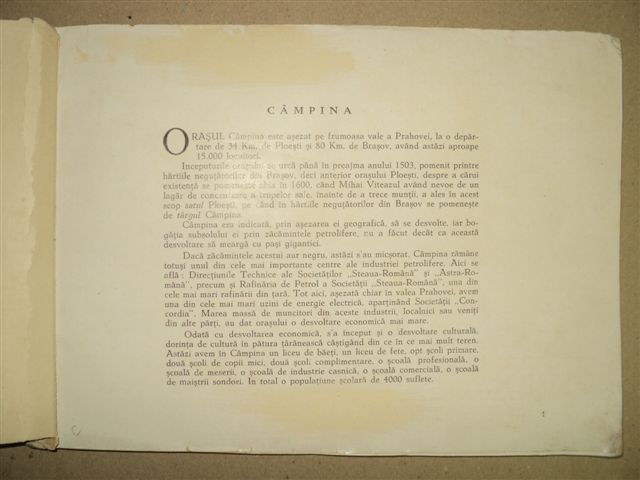 CÂMPINA
ORAȘUL Câmpina este așezat pe frumoasa vale a Prahovei, la o depăr-
tare de 34 Km. de Ploești și 80 Km. de Brașov, având astăzi aproape
15.000 locuitori.
Inceputurile orașului se urcă până în preajma anului 1503, pomenit printre
hârtiile neguțătorilor din Brașov, deci anterior orașului Ploești, despre a cărui
existență se pomenește abia în 1600, când Mihai Viteazul având nevoe de un
lagăr de concentrare a trupelor sale, înainte de a trece munții, a ales în acest
scop satul Ploești, pe când în hârtiile neguțătorilor din Brașov se pomenește
de târgul Câmpina.
Câmpina era indicată, prin așezarea ei geografică, să se desvolte, iar bo-
găția subsolului ei prin zăcămintele petrolifere, nu a făcut decât ca această
desvoltare să meargă cu pași gigantici.
Dacă zăcămintele acestui aur negru, astăzi s'au micșorat, Câmpina rămâne
totuși unul din cele mai importante centre ale industriei petrolifere. Aici se
află : Direcțiunile Technice ale Societăților „Steaua-Română" și „Astra-Ro-
mână", precum și Rafinăria de Petrol a Societății „Steaua-Română", una din
cele mai mari rafinării din țară. Tot aici, așezată chiar în valea Prahovei, avem
una din cele mai mari uzini de energie electrică, aparținând Societății „Con-
cordia". Marea massă de muncitori din aceste industrii, localnici sau veniți
din alte părți, au dat orașului o desvoltare economică mai mare.
Odată cu desvoltarea economică, s'a început și o desvoltare culturală,
dorința de cultură în pătura țărănească câștigând din ce în ce mai mult teren.
Astăzi avem în Câmpina un liceu de băeți, un liceu de fete, opt școli primare,
două școli de copii mici, două școli complimentare, o școală profesională, o
școală de meserii, o școală de industrie casnică, o școală comercială, o școală
de maiștrii sondori. In total o populațiune școlară de 4000 suflete.
1